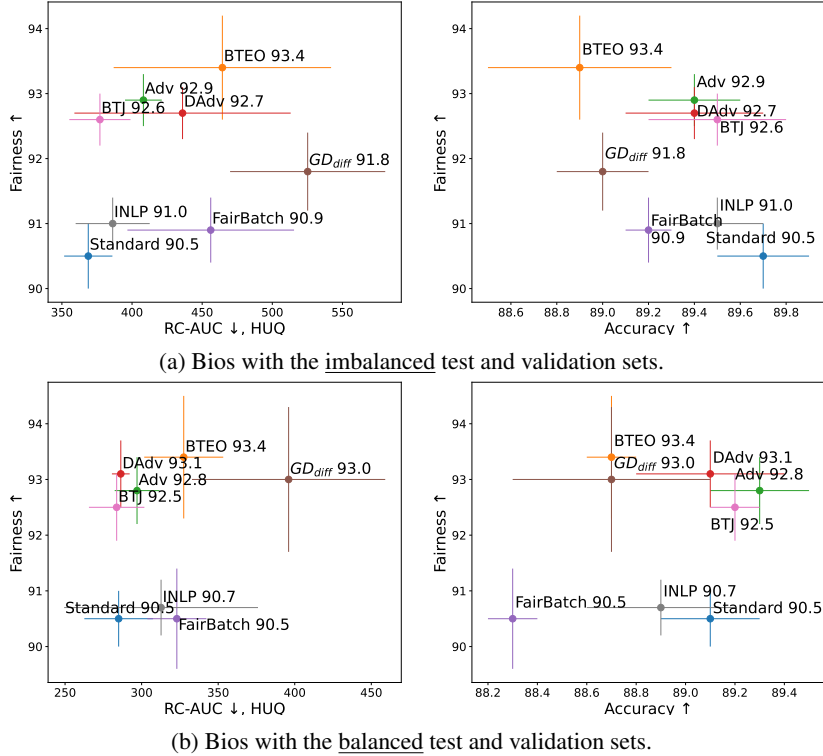 94
93
92
91
90
Fairness ↑
BTEO 93.4
Adv 92.9
DAdv 92.7
BTJ 92.6
GD_diff 91.8
INLP 91.0
FairBatch 90.9
Standard 90.5
350 400 450 500 550
RC-AUC ↓, HUQ
94
93
92
91
90
Fairness ↑
BTEO 93.4
Adv 92.9
DAdv 92.7
BTJ 92.6
GD_diff 91.8
INLP 91.0
FairBatch
90.9
Standard 90.5
88.6 88.8 89.0 89.2 89.4 89.6 89.8
Accuracy ↑
(a) Bios with the imbalanced test and validation sets.
94
93
92
91
90
Fairness ↑
BTEO 93.4
DAdv 93.1
GD_diff 93.0
Adv 92.8
BTJ 92.5
INLP 90.7
Standard 90.5
FairBatch 90.5
250 300 350 400 450
RC-AUC ↓, HUQ
94
93
92
91
90
Fairness ↑
BTEO 93.4
DAdv 93.1
GD_diff 93.0
Adv 92.8
BTJ 92.5
INLP 90.7
FairBatch 90.5
Standard 90.5
88.2 88.4 88.6 88.8 89.0 89.2 89.4
Accuracy ↑
(b) Bios with the balanced test and validation sets.